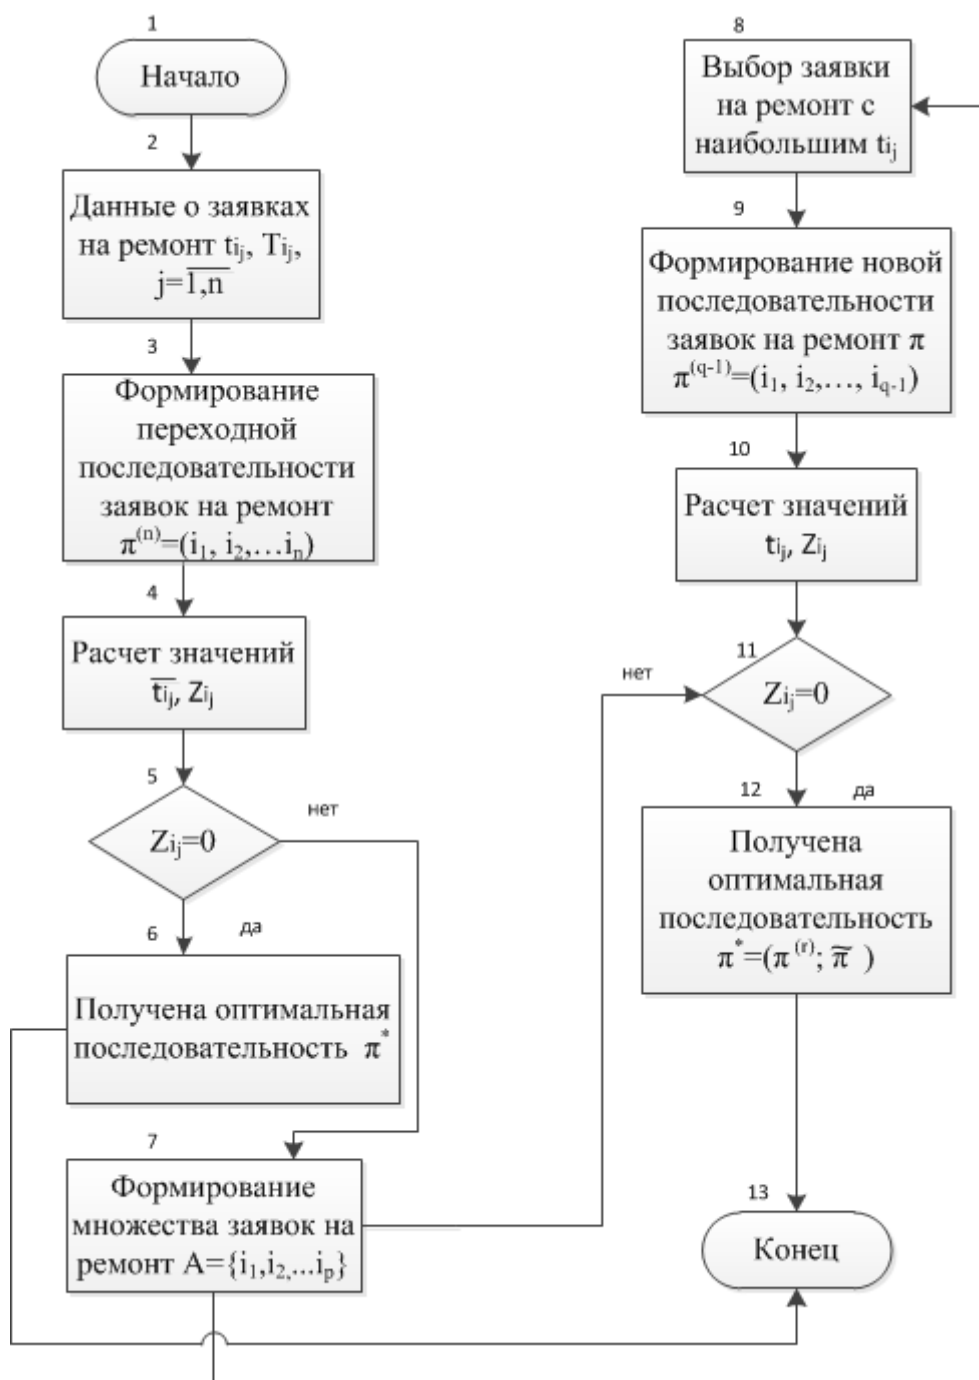 1
Начало
2
Данные о заявках
на ремонт tij, Tij,
j=1,n
3
Формирование
переходной
последовательности
заявок на ремонт
π(n)=(i1, i2,…in)
4
Расчет значений
tij, Zij
5
Zij=0
нет
да
6
Получена оптимальная
последовательность π*
7
Формирование
множества заявок на
ремонт A={i1,i2,...ip}
8
Выбор заявки
на ремонт с
наибольшим tij
9
Формирование новой
последовательности
заявок на ремонт π
π(q-1)=(i1, i2,…, iq-1)
10
Расчет значений
tij, Zij
11
нет
Zij=0
12
да
Получена
оптимальная
последовательность
π*=(π(r); π̃ )
13
Конец